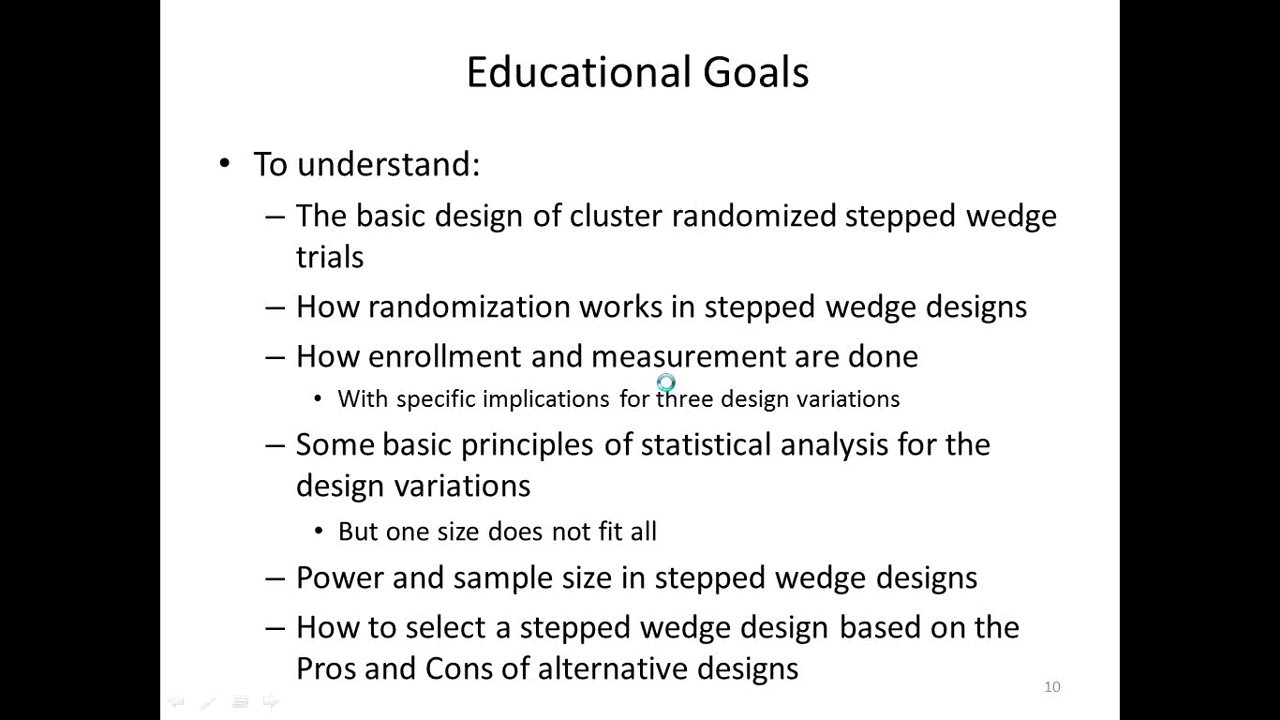 Educational Goals
• To understand:
– The basic design of cluster randomized stepped wedge
trials
– How randomization works in stepped wedge designs
– How enrollment and measurement are done
• With specific implications for three design variations
– Some basic principles of statistical analysis for the
design variations
• But one size does not fit all
– Power and sample size in stepped wedge designs
– How to select a stepped wedge design based on the
Pros and Cons of alternative designs
10